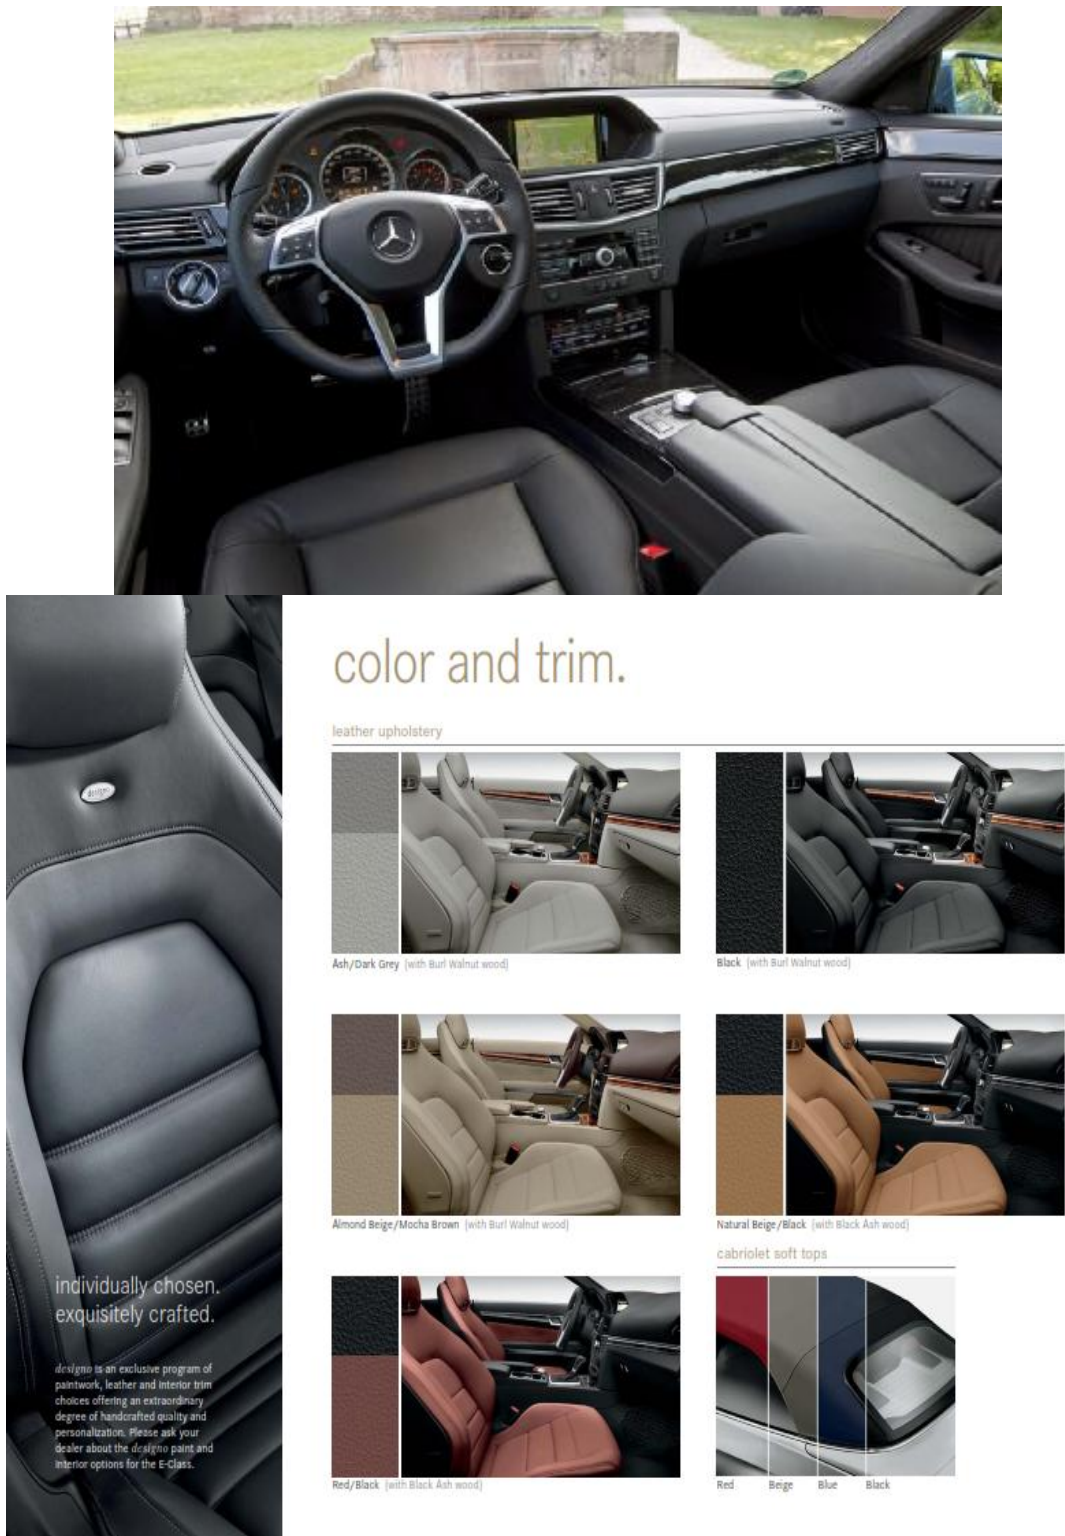 color and trim.
leather upholstery
designo
Ash/Dark Grey (with Burl Walnut wood)
Black (with Burl Walnut wood)
Almond Beige/Mocha Brown (with Burl Walnut wood)
Natural Beige/Black (with Black Ash wood)
cabriolet soft tops
individually chosen.
exquisitely crafted.
designo is an exclusive program of
paintwork, leather and interior trim
choices offering an extraordinary
degree of handcrafted quality and
personalization. Please ask your
dealer about the designo paint and
interior options for the E-Class.
Red/Black (with Black Ash wood)
Red Beige Blue Black